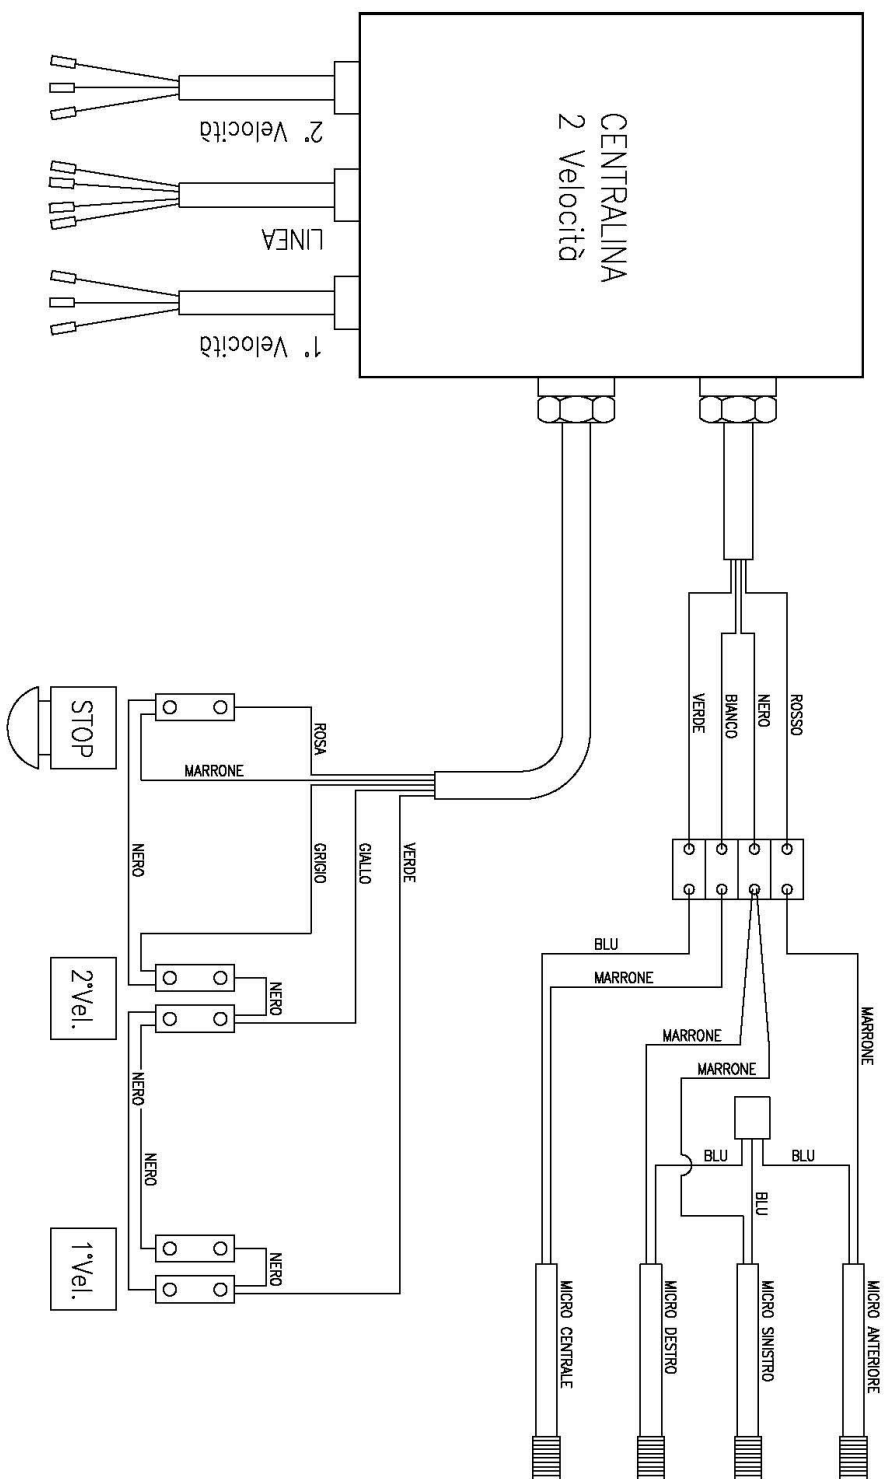 CENTRALINA
2 Velocità
2° Velocità
LINEA
1° Velocità
ROSSO
NERO
BIANCO
VERDE
ROSA
MARRONE
NERO
GRIGIO
GIALLO
VERDE
STOP
2°Vel.
1°Vel.
NERO
NERO
NERO
NERO
BLU
MARRONE
MARRONE
MARRONE
MARRONE
BLU
BLU
BLU
MICRO CENTRALE
MICRO DESTRO
MICRO SINISTRO
MICRO ANTERIORE